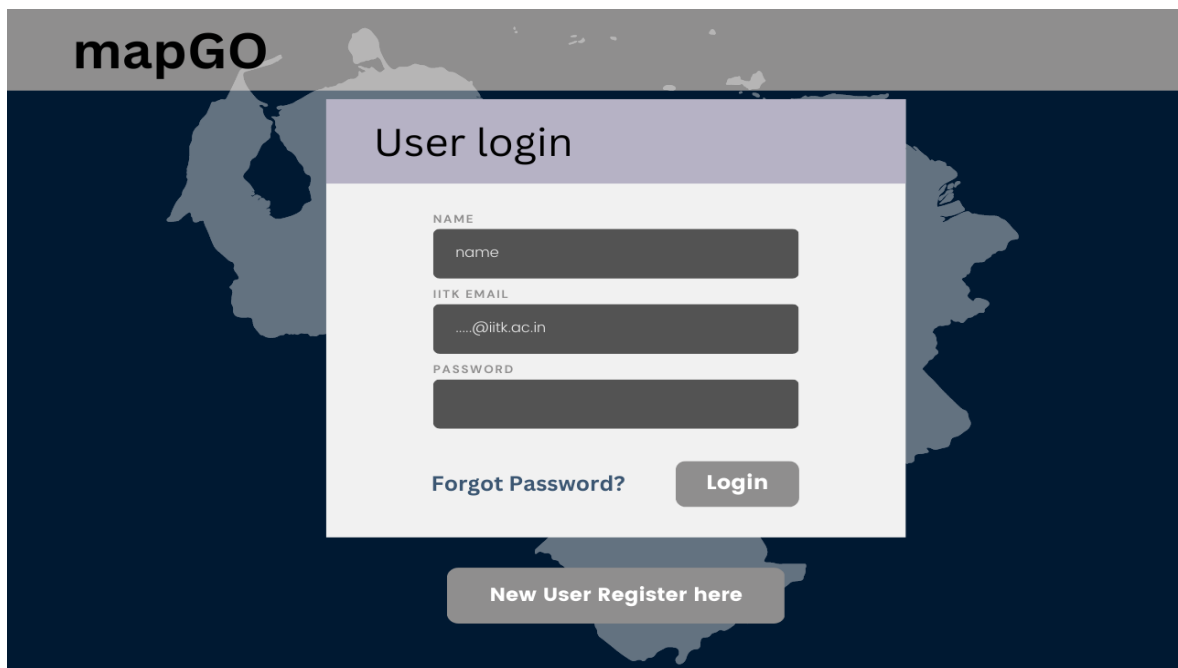 mapGO
User login
NAME
name
IITK EMAIL
.....@iitk.ac.in
PASSWORD
Forgot Password?
Login
New User Register here